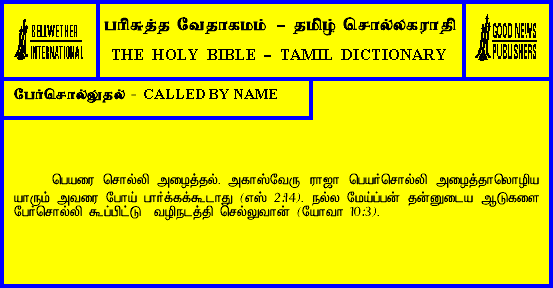 BELLWETHER
INTERNATIONAL
பரிசுத்த வேதாகமம் – தமிழ் சொல்லகராதி
THE HOLY BIBLE – TAMIL DICTIONARY
GOOD NEWS
PUBLISHERS
பேர்சொல்லுதல் - CALLED BY NAME
பெயரை சொல்லி அழைத்தல். அகாஸ்வேரு ராஜா பெயர்சொல்லி அழைத்தாலொழிய
யாரும் அவரை போய் பார்க்கக்கூடாது (எஸ் 2:14). நல்ல மேய்ப்பன் தன்னுடைய ஆடுகளை
பேர்சொல்லி கூப்பிட்டு வழிநடத்தி செல்லுவான் (யோவா 10:3).